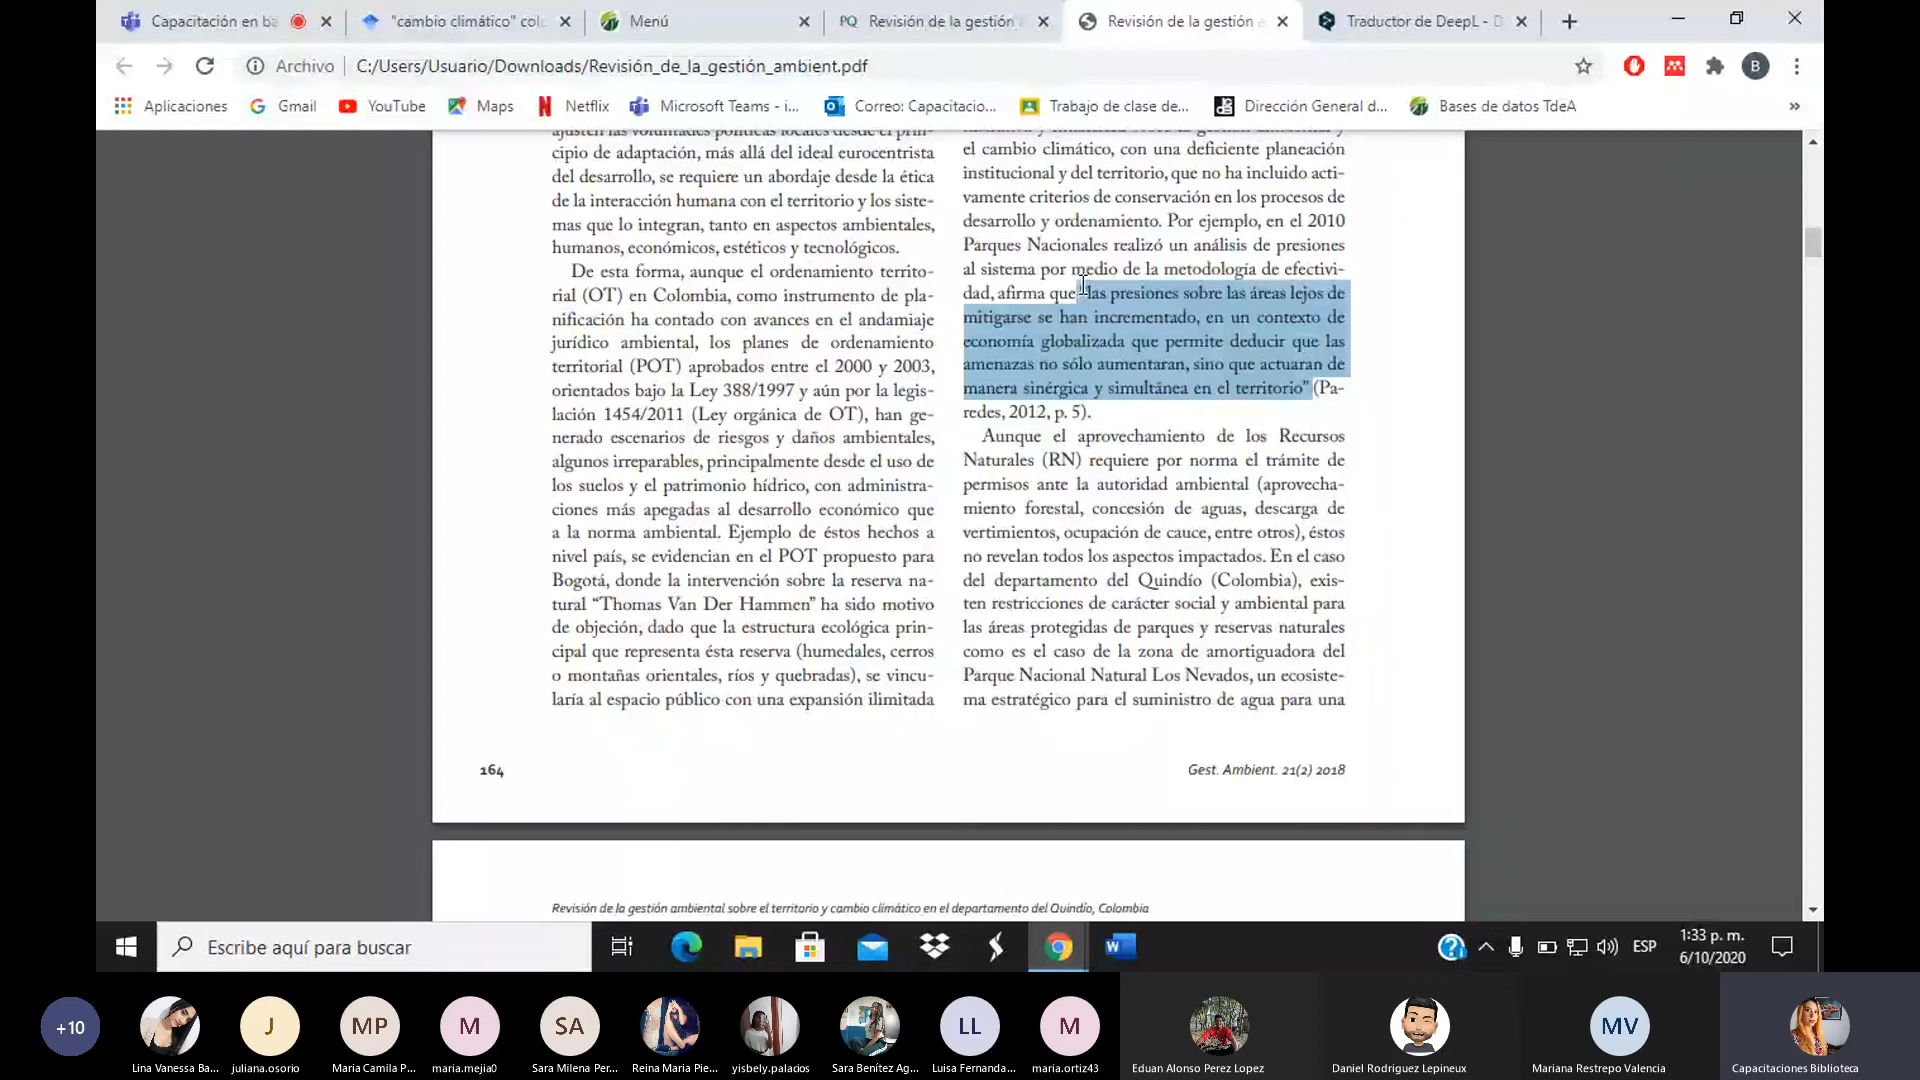 Capacitación en ba
"cambio climático" col
Menú
PQ Revisión de la gestión
Revisión de la gestión
Traductor de DeepL - D
Archivo C:/Users/Usuario/Downloads/Revisión_de_la_gestión_ambient.pdf
B
Aplicaciones
Gmail
YouTube
Maps
Netflix
Microsoft Teams - i...
Correo: Capacitacio...
Trabajo de clase de...
Dirección General d...
Bases de datos TdeA
»
ajusten las voluntades políticas locales desde el prin-
cipio de adaptación, más allá del ideal eurocentrista
del desarrollo, se requiere un abordaje desde la ética
de la interacción humana con el territorio y los siste-
mas que lo integran, tanto en aspectos ambientales,
humanos, económicos, estéticos y tecnológicos.
De esta forma, aunque el ordenamiento territo-
rial (OT) en Colombia, como instrumento de pla-
nificación ha contado con avances en el andamiaje
jurídico ambiental, los planes de ordenamiento
territorial (POT) aprobados entre el 2000 y 2003,
orientados bajo la Ley 388/1997 y aún por la legis-
lación 1454/2011 (Ley orgánica de OT), han ge-
nerado escenarios de riesgos y daños ambientales,
algunos irreparables, principalmente desde el uso de
los suelos y el patrimonio hídrico, con administra-
ciones más apegadas al desarrollo económico que
a la norma ambiental. Ejemplo de éstos hechos a
nivel país, se evidencian en el POT propuesto para
Bogotá, donde la intervención sobre la reserva na-
tural “Thomas Van Der Hammen” ha sido motivo
de objeción, dado que la estructura ecológica prin-
cipal que representa ésta reserva (humedales, cerros
o montañas orientales, ríos y quebradas), se vincu-
laría al espacio público con una expansión ilimitada
el cambio climático, con una deficiente planeación
institucional y del territorio, que no ha incluido acti-
vamente criterios de conservación en los procesos de
desarrollo y ordenamiento. Por ejemplo, en el 2010
Parques Nacionales realizó un análisis de presiones
al sistema por medio de la metodología de efectivi-
dad, afirma que “las presiones sobre las áreas lejos de
mitigarse se han incrementado, en un contexto de
economía globalizada que permite deducir que las
amenazas no sólo aumentaran, sino que actuaran de
manera sinérgica y simultánea en el territorio” (Pa-
redes, 2012, p. 5).
Aunque el aprovechamiento de los Recursos
Naturales (RN) requiere por norma el trámite de
permisos ante la autoridad ambiental (aprovecha-
miento forestal, concesión de aguas, descarga de
vertimientos, ocupación de cauce, entre otros), éstos
no revelan todos los aspectos impactados. En el caso
del departamento del Quindío (Colombia), exis-
ten restricciones de carácter social y ambiental para
las áreas protegidas de parques y reservas naturales
como es el caso de la zona de amortiguadora del
Parque Nacional Natural Los Nevados, un ecosiste-
ma estratégico para el suministro de agua para una
164
Gest. Ambient. 21(2) 2018
Revisión de la gestión ambiental sobre el territorio y cambio climático en el departamento del Quindío, Colombia
Escribe aquí para buscar
ESP
1:33 p. m.
6/10/2020
+10
J
MP
M
SA
LL
M
MV
Lina Vanessa Ba...
juliana.osorio
Maria Camila P...
maria.mejia0
Sara Milena Per...
Reina Maria Pie...
yisbely.palacios
Sara Benítez Ag...
Luisa Fernanda...
maria.ortiz43
Eduan Alonso Perez Lopez
Daniel Rodriguez Lepineux
Mariana Restrepo Valencia
Capacitaciones Biblioteca